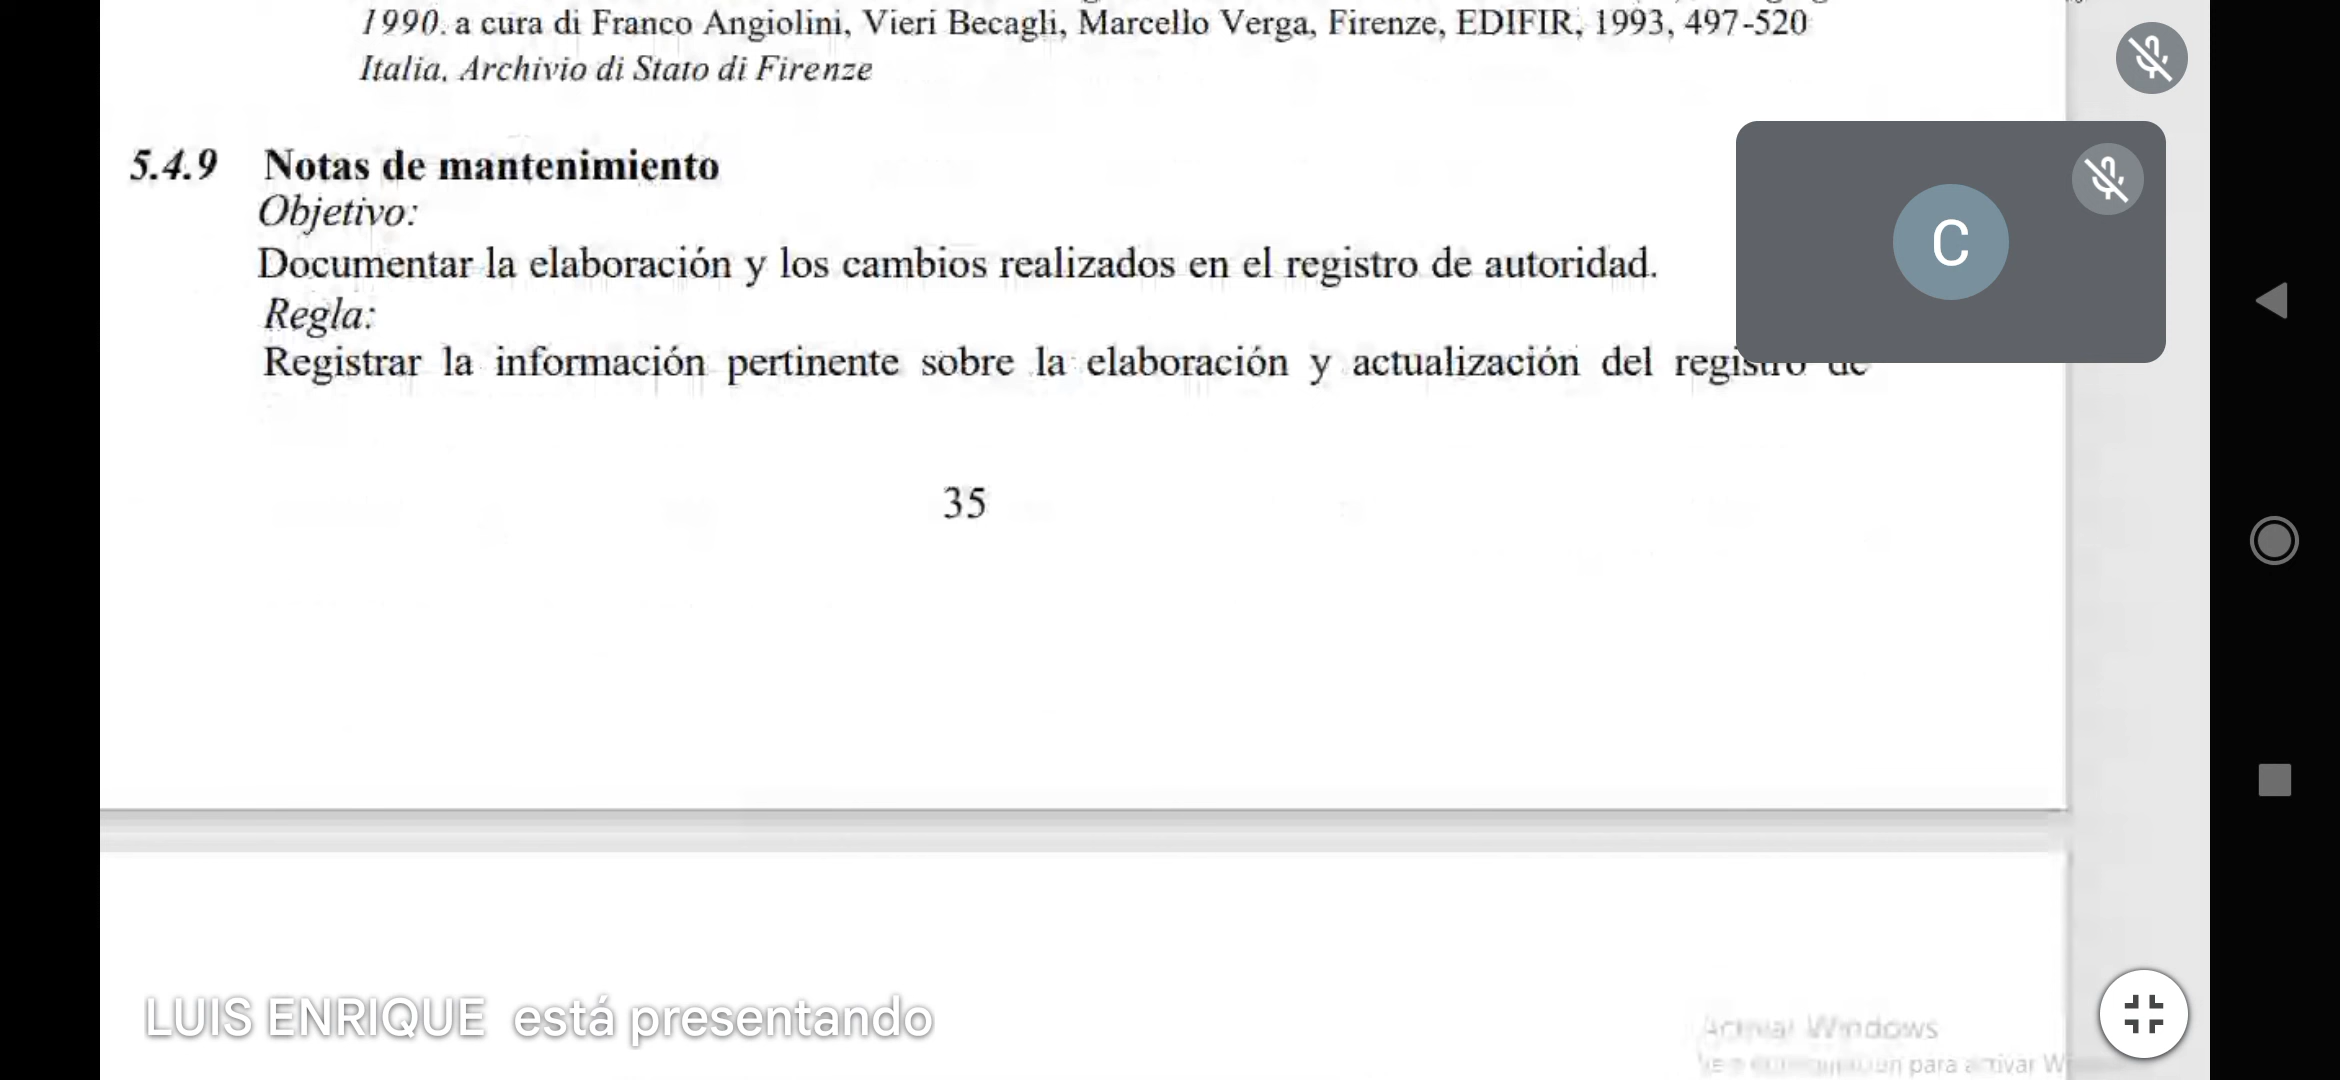 1990. a cura di Franco Angiolini, Vieri Becagli, Marcello Verga, Firenze, EDIFIR, 1993, 497-520
Italia. Archivio di Stato di Firenze
5.4.9 Notas de mantenimiento
Objetivo:
Documentar la elaboración y los cambios realizados en el registro de autoridad.
Regla:
Registrar la información pertinente sobre la elaboración y actualización del registro de
C
35
LUIS ENRIQUE está presentando
Activar Windows
para activar